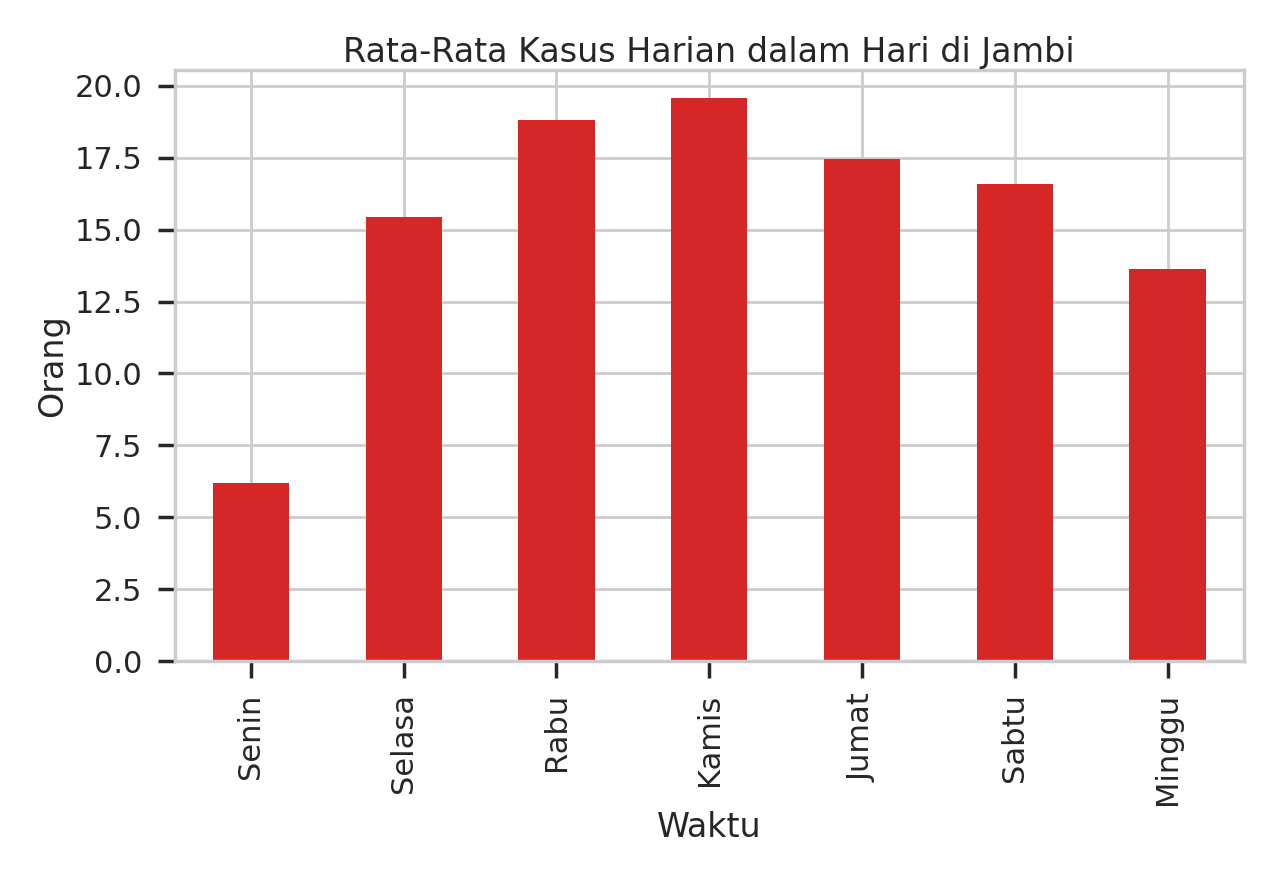 Rata-Rata Kasus Harian dalam Hari di Jambi
20.0
17.5
15.0
12.5
10.0
7.5
5.0
2.5
0.0
Orang
Senin
Selasa
Rabu
Kamis
Jumat
Sabtu
Minggu
Waktu